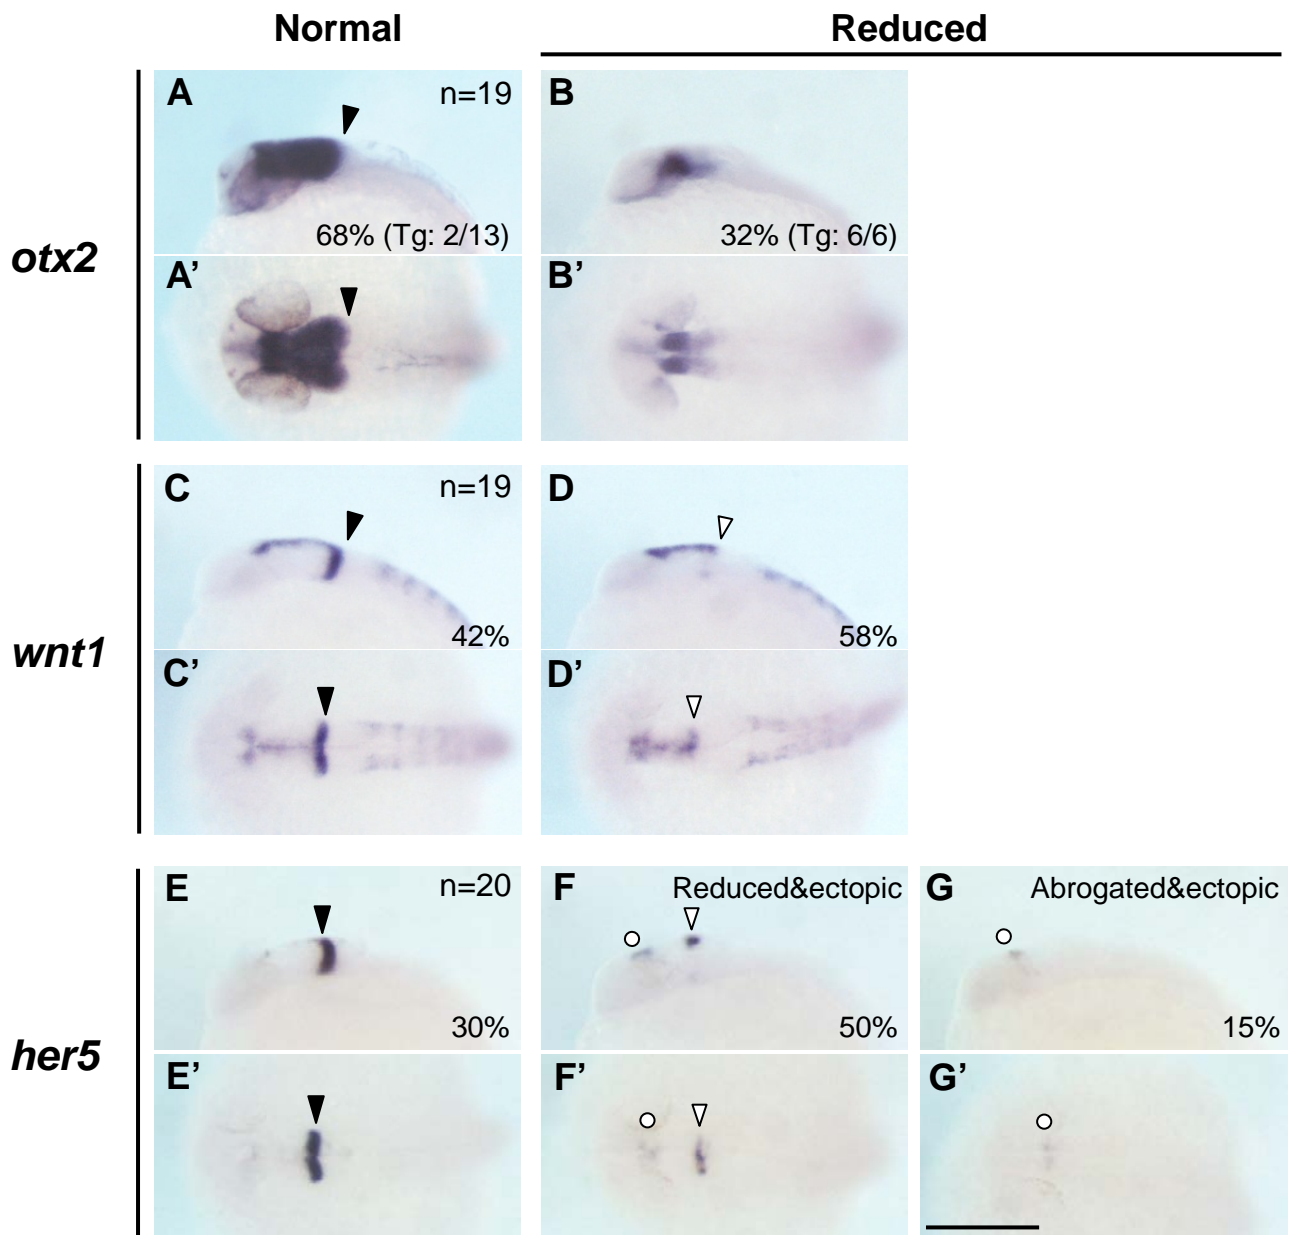 Normal
Reduced
otx2
A
n=19
68% (Tg: 2/13)
B
32% (Tg: 6/6)
A’
B’
wnt1
C
n=19
42%
D
58%
C’
D’
her5
E
n=20
30%
F
Reduced&ectopic
50%
G
Abrogated&ectopic
15%
E’
F’
G’